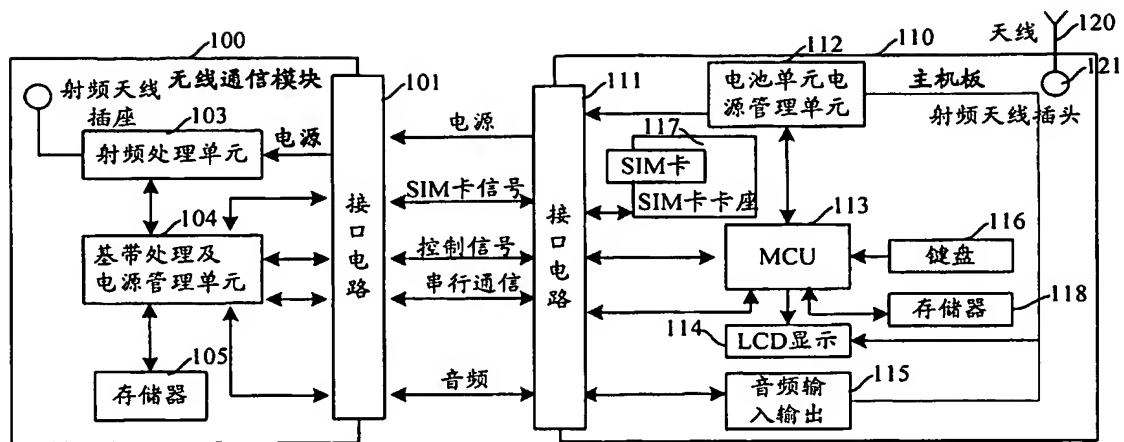 100
无线通信模块
射频天线
插座
103
射频处理单元
电源
104
基带处理及
电源管理单元
105
存储器
101
接口电路
电源
SIM卡信号
控制信号
串行通信
音频
111
接口电路
110
112
电池单元电
源管理单元
主机板
天线
120
121
射频天线插头
117
SIM卡
SIM卡卡座
113
MCU
116
键盘
118
存储器
114
LCD显示
115
音频输
入输出